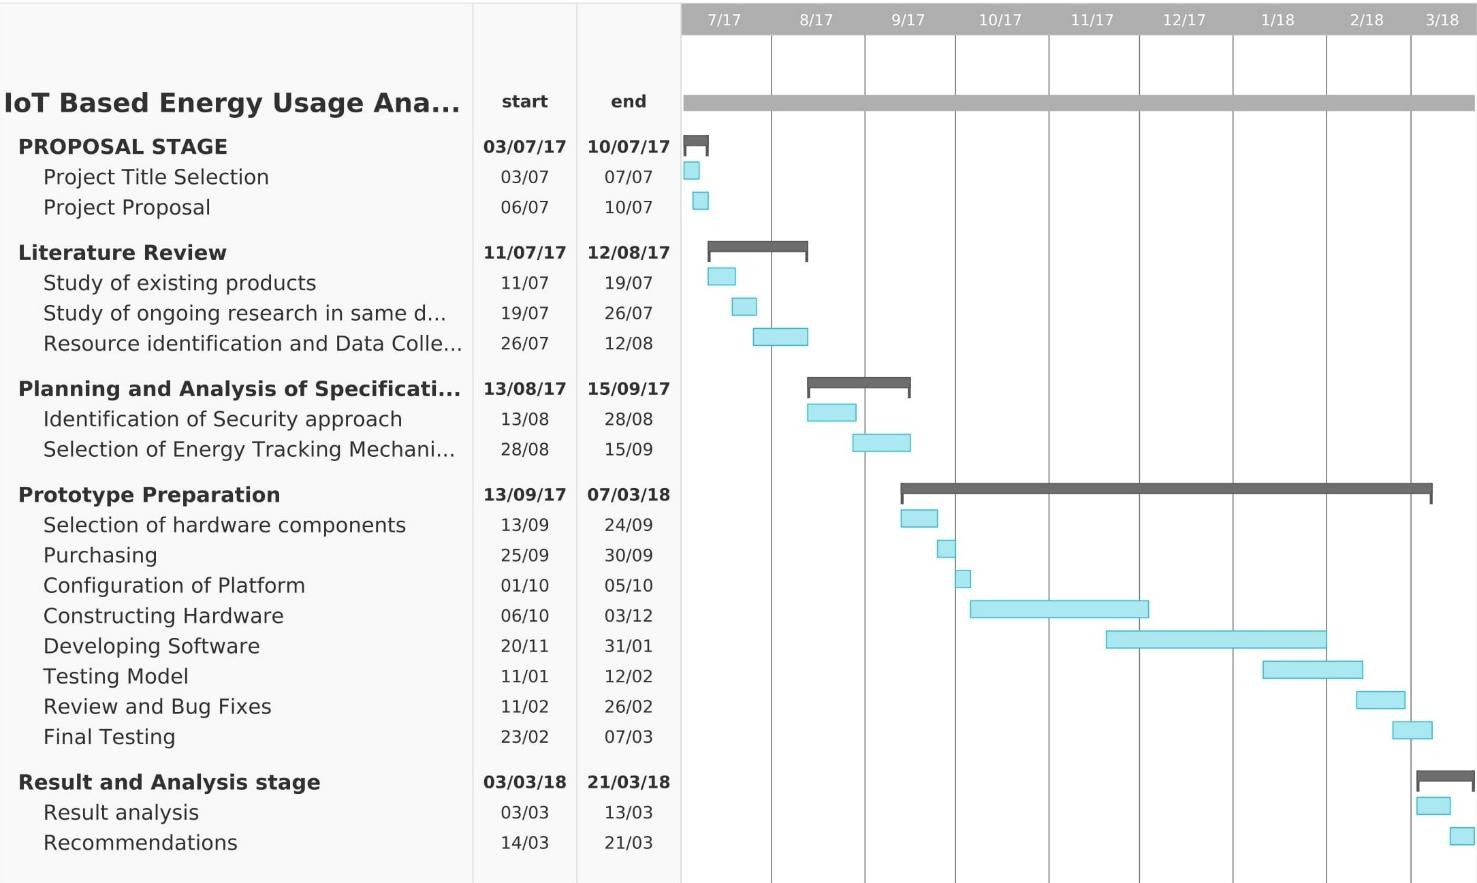 7/17 8/17 9/17 10/17 11/17 12/17 1/18 2/18 3/18
IoT Based Energy Usage Ana... start end
PROPOSAL STAGE 03/07/17 10/07/17
Project Title Selection 03/07 07/07
Project Proposal 06/07 10/07
Literature Review 11/07/17 12/08/17
Study of existing products 11/07 19/07
Study of ongoing research in same d... 19/07 26/07
Resource identification and Data Colle... 26/07 12/08
Planning and Analysis of Specificati... 13/08/17 15/09/17
Identification of Security approach 13/08 28/08
Selection of Energy Tracking Mechani... 28/08 15/09
Prototype Preparation 13/09/17 07/03/18
Selection of hardware components 13/09 24/09
Purchasing 25/09 30/09
Configuration of Platform 01/10 05/10
Constructing Hardware 06/10 03/12
Developing Software 20/11 31/01
Testing Model 11/01 12/02
Review and Bug Fixes 11/02 26/02
Final Testing 23/02 07/03
Result and Analysis stage 03/03/18 21/03/18
Result analysis 03/03 13/03
Recommendations 14/03 21/03